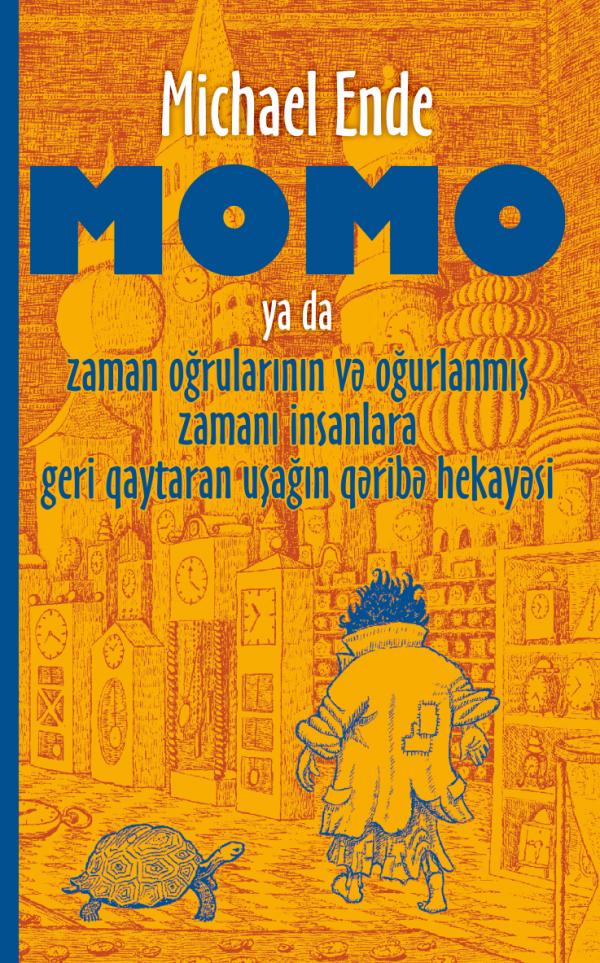 Michael Ende
MOMO
ya da
zaman oğrularının və oğurlanmış
zamanı insanlara
geri qaytaran uşağın qəribə hekayəsi